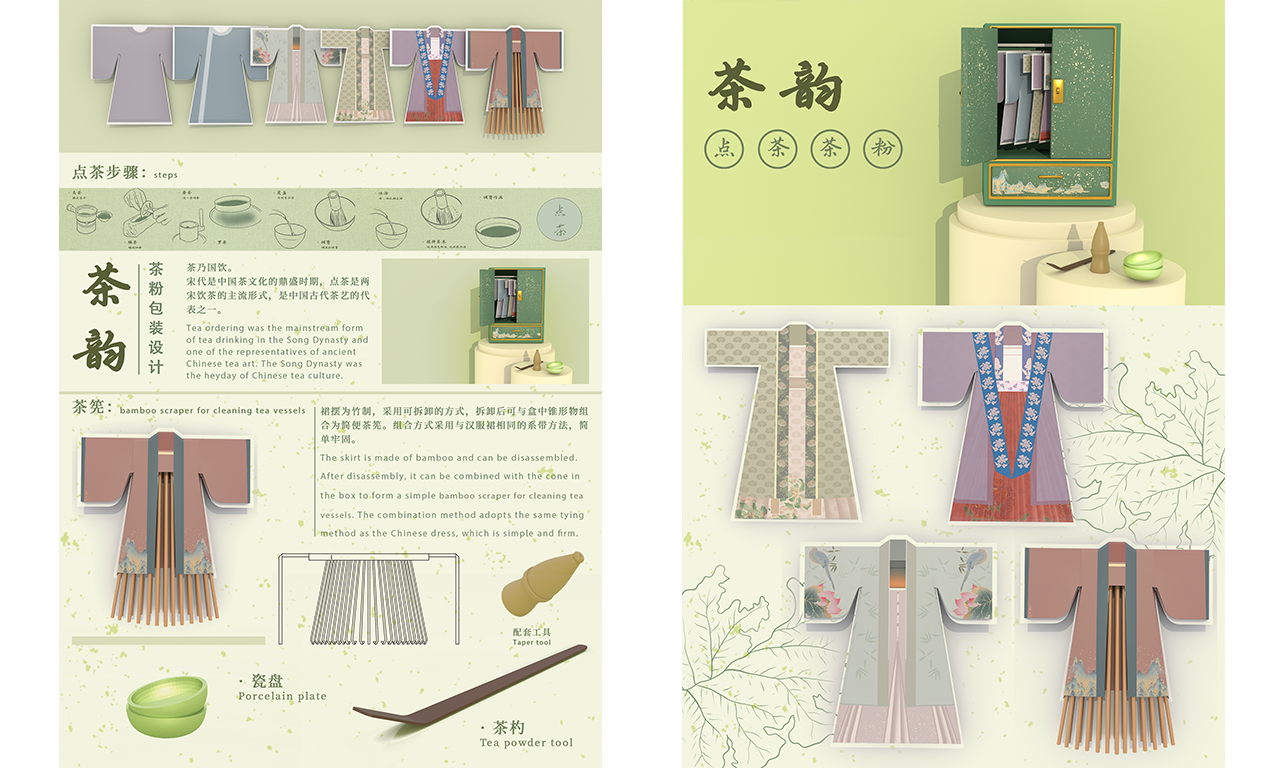 点茶步骤：steps
点
茶
茶韵
茶粉包装设计
茶乃国饮。
宋代是中国茶文化的鼎盛时期，点茶是两
宋饮茶的主流形式，是中国古代茶艺的代
表之一。
Tea ordering was the mainstream form
of tea drinking in the Song Dynasty and
one of the representatives of ancient
Chinese tea art. The Song Dynasty was
the heyday of Chinese tea culture.
茶筅：bamboo scraper for cleaning tea vessels
裙摆为竹制，采用可拆卸的方式，拆卸后可与盒中锥形物组
合为简便茶筅。组合方式采用与汉服裙相同的系带方法，简
单牢固。
The skirt is made of bamboo and can be disassembled.
After disassembly, it can be combined with the cone in
the box to form a simple bamboo scraper for cleaning tea
vessels. The combination method adopts the same tying
method as the Chinese dress, which is simple and firm.
配套工具
Taper tool
· 瓷盘
Porcelain plate
· 茶杓
Tea powder tool
茶韵
点茶茶粉